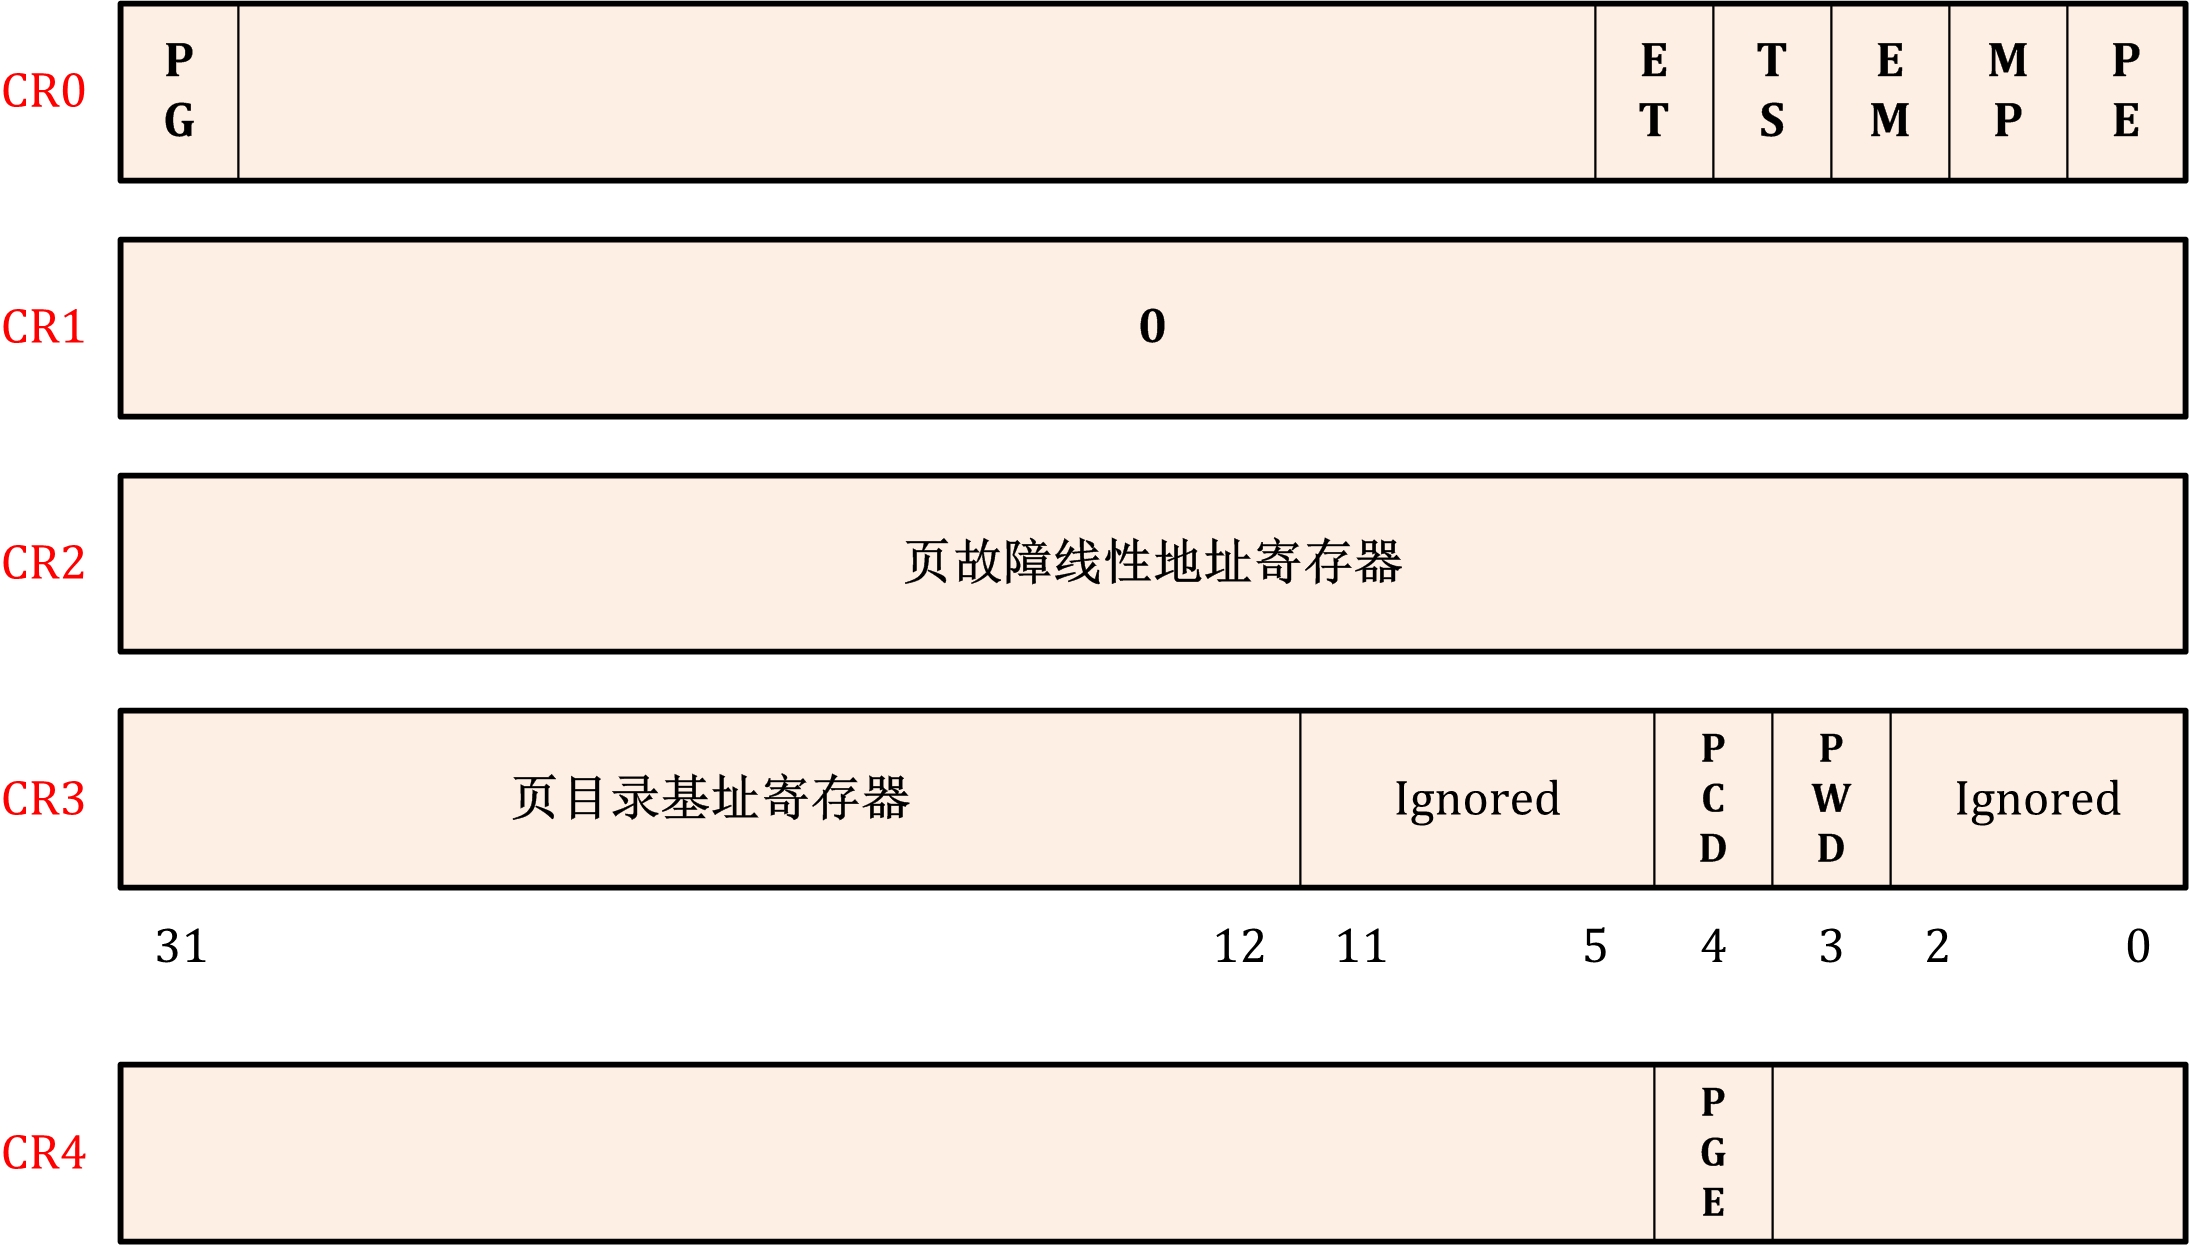 CR0 PG ET TS EM MP PE
CR1 0
CR2 页故障线性地址寄存器
CR3 页目录基址寄存器 Ignored PCD PWD Ignored
31 12 11 5 4 3 2 0
CR4 PGE